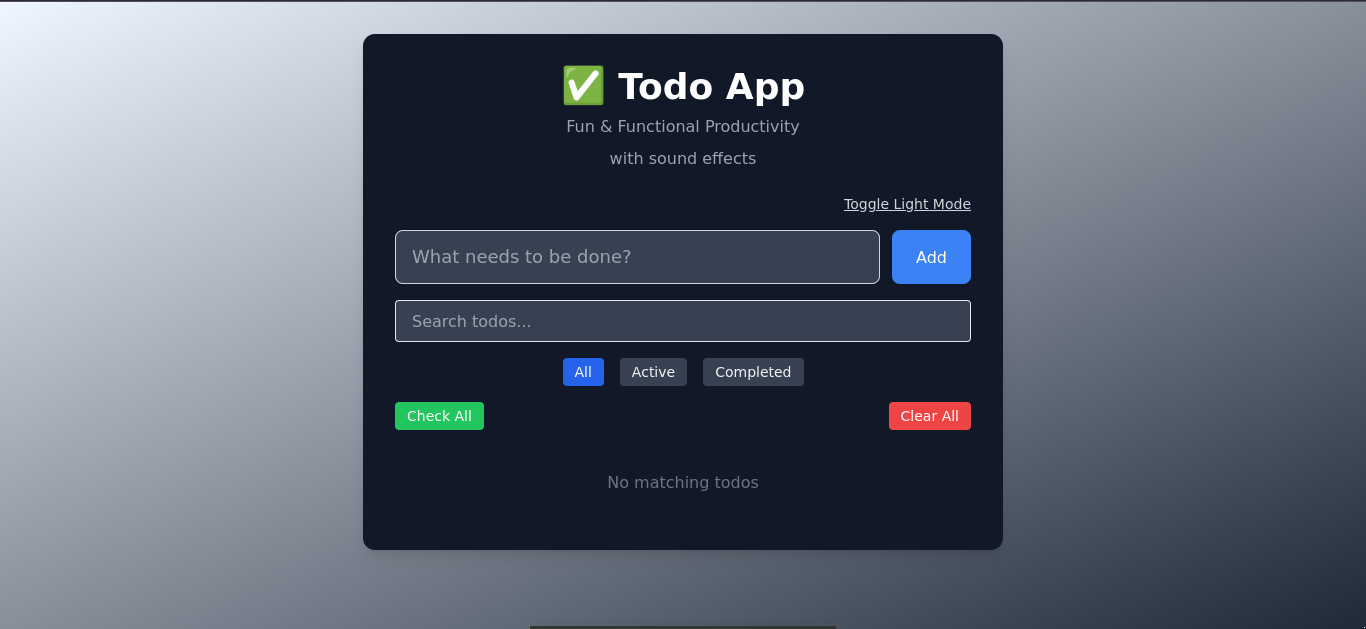 ✅ Todo App
Fun & Functional Productivity
with sound effects
Toggle Light Mode
What needs to be done?
Add
Search todos...
All
Active
Completed
Check All
Clear All
No matching todos